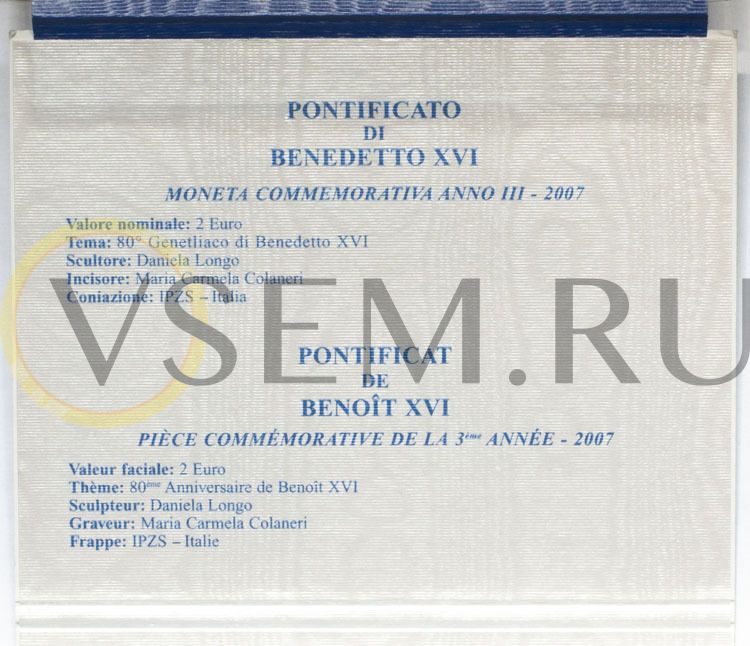 PONTIFICATO
DI
BENEDETTO XVI
MONETA COMMEMORATIVA ANNO III - 2007
Valore nominale: 2 Euro
Tema: 80° Genetliaco di Benedetto XVI
Scultore: Daniela Longo
Incisore: Maria Carmela Colaneri
Coniazione: IPZS – Italia
VSEM.RU
PONTIFICAT
DE
BENOÎT XVI
PIÈCE COMMÉMORATIVE DE LA 3ème ANNÉE - 2007
Valeur faciale: 2 Euro
Thème: 80ème Anniversaire de Benoît XVI
Sculpteur: Daniela Longo
Graveur: Maria Carmela Colaneri
Frappe: IPZS – Italie